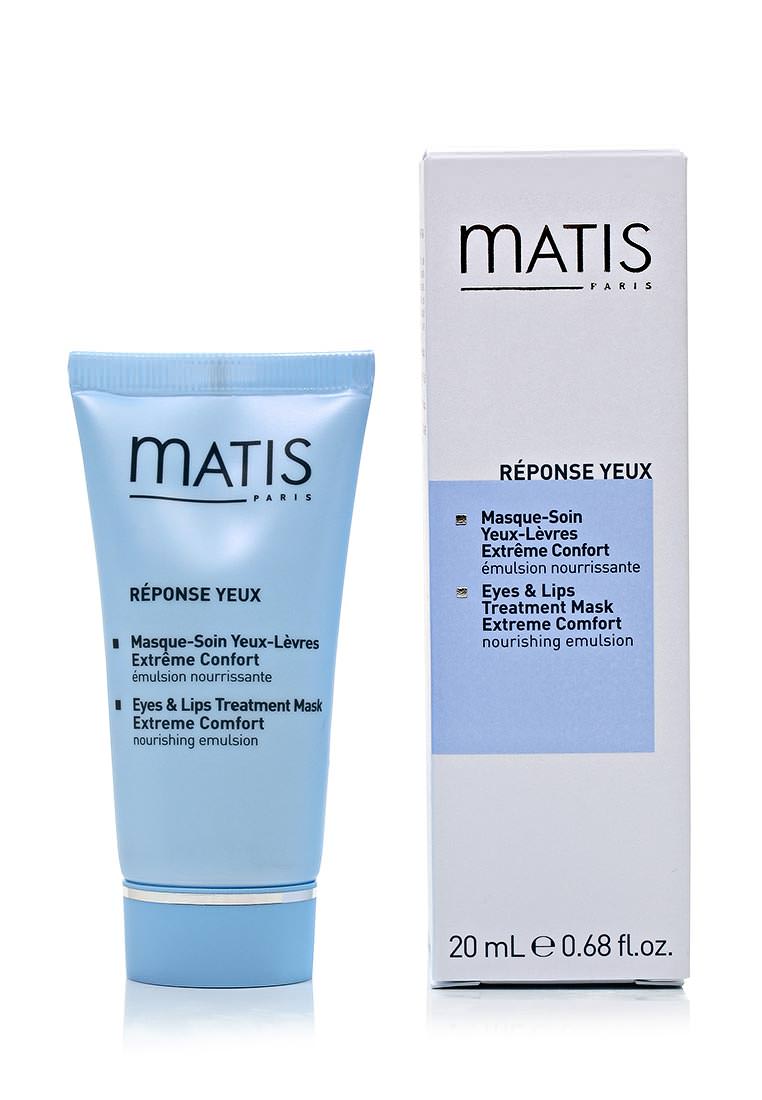 MATIS
PARIS
RÉPONSE YEUX
Masque-Soin Yeux-Lèvres
Extrême Confort
émulsion nourrissante
Eyes & Lips Treatment Mask
Extreme Comfort
nourishing emulsion
MATIS
PARIS
RÉPONSE YEUX
Masque-Soin
Yeux-Lèvres
Extrême Confort
émulsion nourrissante
Eyes & Lips
Treatment Mask
Extreme Comfort
nourishing emulsion
20 mL ℮ 0.68 fl.oz.